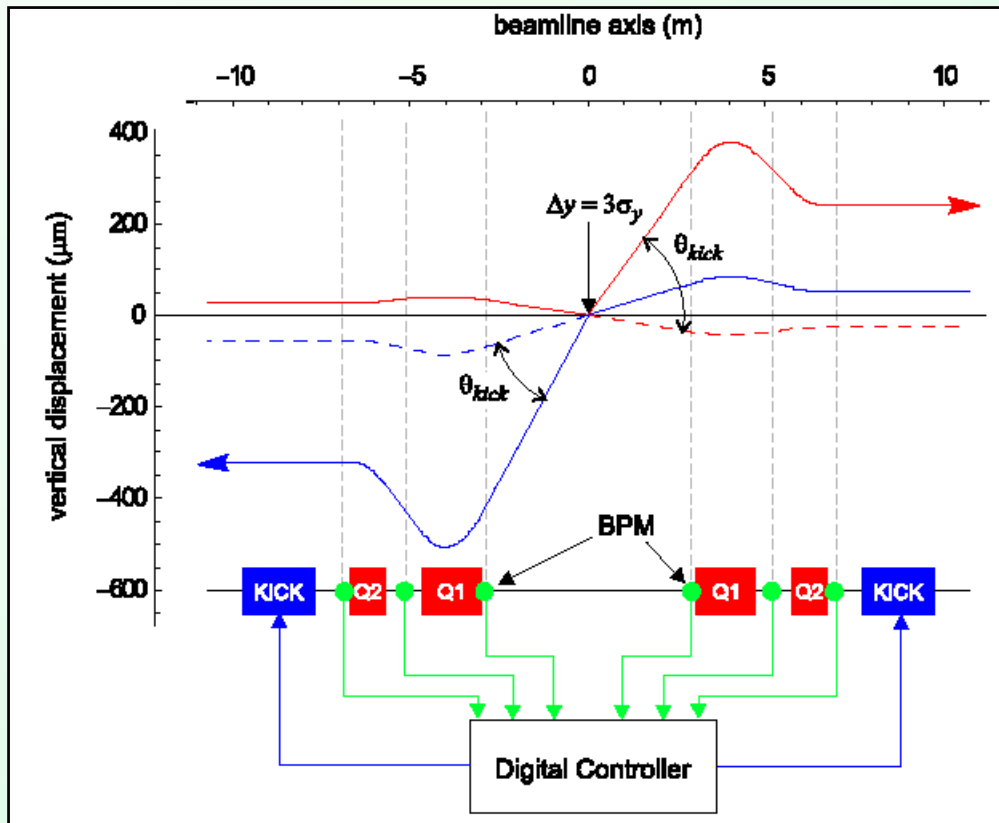 beamline axis (m)
−10 −5 0 5 10
400
200
0
−200
−400
−600
vertical displacement (μm)
Δy = 3σy
θkick
θkick
BPM
KICK Q2 Q1 Q1 Q2 KICK
Digital Controller